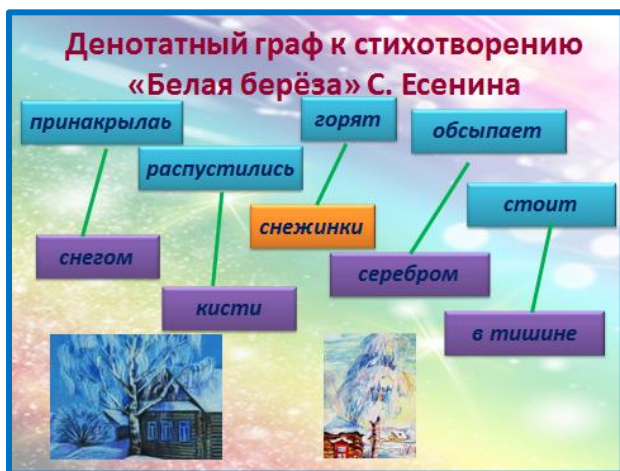 Денотатный граф к стихотворению
«Белая берёза» С. Есенина
принакрылаь
горят
обсыпает
распустились
стоит
снежинки
снегом
серебром
кисти
в тишине